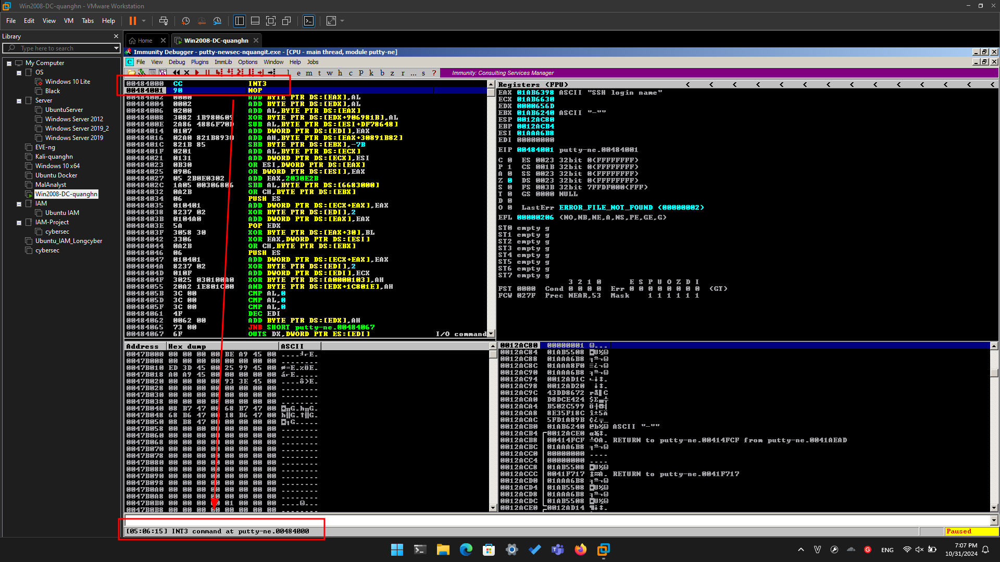 Win2008-DC-quanghn - VMware Workstation
File Edit View VM Tabs Help
Library
Type here to search
My Computer
OS
Windows 10 Lite
Black
Server
UbuntuServer
Windows Server 2012
Windows Server 2019_2
Windows Server 2019
EVE-ng
Kali-quanghn
Windows 10 x64
Ubuntu Docker
MalAnalyst
Win2008-DC-quanghn
IAM
Ubuntu IAM
IAM-Project
cybersec
Ubuntu_IAM_Longcyber
cybersec
Home
Win2008-DC-quanghn
Immunity Debugger - putty-newsec-nquangit.exe - [CPU - main thread, module putty-ne]
C File View Debug Plugins ImmLib Options Window Help Jobs
l e m t w h c P k b z r ... s ?
Immunity: Consulting Services Manager
00484000 CC INT3
00484001 90 NOP
00484002 0000 ADD BYTE PTR DS:[EAX],AL
00484004 0002 ADD BYTE PTR DS:[EDX],AL
00484006 0200 ADD AL,BYTE PTR DS:[EAX]
00484008 3082 1B980609 XOR BYTE PTR DS:[EDX+906981B],AL
0048400E 2A86 4886F70D SUB AL,BYTE PTR DS:[ESI+DF78648]
00484014 0107 ADD DWORD PTR DS:[EDI],EAX
00484016 02A0 821B8930 ADD AH,BYTE PTR DS:[EAX+30891B82]
0048401C 821B 85 SBB BYTE PTR DS:[EBX],-7B
0048401F 0201 ADD AL,BYTE PTR DS:[ECX]
00484021 0131 ADD DWORD PTR DS:[ECX],ESI
00484023 0B30 OR ESI,DWORD PTR DS:[EAX]
00484025 0906 OR DWORD PTR DS:[ESI],EAX
00484027 05 2B0E0302 ADD EAX,2030E2B
0048402C 1A05 00306806 SBB AL,BYTE PTR DS:[6683000]
00484032 0A2B OR CH,BYTE PTR DS:[EBX]
00484034 06 PUSH ES
00484035 010401 ADD DWORD PTR DS:[ECX+EAX],EAX
00484038 8237 02 XOR BYTE PTR DS:[EDI],2
0048403B 0104A0 ADD DWORD PTR DS:[EAX],EAX
0048403E 5A POP EDX
0048403F 3058 30 XOR BYTE PTR DS:[EAX+30],BL
00484042 3306 XOR EAX,DWORD PTR DS:[ESI]
00484044 0A2B OR CH,BYTE PTR DS:[EBX]
00484046 06 PUSH ES
00484047 010401 ADD DWORD PTR DS:[ECX+EAX],EAX
0048404A 8237 02 XOR BYTE PTR DS:[EDI],2
0048404D 010F ADD DWORD PTR DS:[EDI],ECX
0048404F 3025 030100A0 XOR BYTE PTR DS:[A0000103],AH
00484055 20A2 1E801C00 AND BYTE PTR DS:[EDX+1C801E],AH
0048405B 3C 00 CMP AL,0
0048405D 3C 00 CMP AL,0
0048405F 3C 00 CMP AL,0
00484061 4F DEC EDI
00484062 0062 00 ADD BYTE PTR DS:[EDX],AH
00484065 73 00 JNB SHORT putty-ne.00484067
00484067 6F OUTS DX,DWORD PTR ES:[EDI] I/O command
Registers (FPU) < < < < < < < < < < < < < <
EAX 01AB6398 ASCII "SSH login name"
ECX 01AB6630
EDX 0000656D
EBX 01AB6240 ASCII "-""
ESP 0012AC80
EBP 0012ACB4
ESI 01AAA6B8
EDI 00000000
EIP 00484001 putty-ne.00484001
C 0 ES 0023 32bit 0(FFFFFFFF)
P 1 CS 001B 32bit 0(FFFFFFFF)
A 0 SS 0023 32bit 0(FFFFFFFF)
Z 0 DS 0023 32bit 0(FFFFFFFF)
S 0 FS 003B 32bit 7FFDF000(FFF)
T 0 GS 0000 NULL
D 0
O 0 LastErr ERROR_FILE_NOT_FOUND (00000002)
EFL 00000206 (NO,NB,NE,A,NS,PE,GE,G)
ST0 empty g
ST1 empty g
ST2 empty g
ST3 empty g
ST4 empty g
ST5 empty g
ST6 empty g
ST7 empty g
3 2 1 0 E S P U O Z D I
FST 0000 Cond 0 0 0 0 Err 0 0 0 0 0 0 0 0 (GT)
FCW 027F Prec NEAR,53 Mask 1 1 1 1 1 1
Address Hex dump ASCII
0047B000 00 00 00 00 BE A9 45 00
00 00 00 00 00 00 00 00 ........
0047B010 ED 3D 45 00 25 99 45 00
0047B018 A0 A9 45 00 00 00 00 00
0047B020 00 00 00 00 93 3E 45 00 ....ô>E.
0047B028 00 00 00 00 00 00 00 00 ........
0047B030 00 00 00 00 00 00 00 00 ........
0047B038 00 00 00 00 00 00 00 00 ........
0047B040 08 B7 47 00 68 B7 47 00
0047B048 68 B6 47 00 18 B6 47 00
0047B050 08 B8 47 00 00 00 00 00
0047B058 00 00 00 00 00 00 00 00 ........
0047B060 00 00 00 00 00 00 00 00 ........
0047B068 00 00 00 00 00 00 00 00 ........
0047B070 00 00 00 00 00 00 00 00 ........
0047B078 00 00 00 00 00 00 00 00 ........
0047B080 00 00 00 00 00 00 00 00 ........
0047B088 00 00 00 00 00 00 00 00 ........
0047B090 00 00 00 00 00 00 00 00 ........
0047B098 00 00 00 00 00 00 00 00 ........
0047B0A0 00 00 00 00 00 00 00 00 ........
0047B0A8 00 00 00 00 00 00 00 00 ........
0047B0B0 00 00 00 00 01 00 00 00
0047B0B8 00 00 00 00 00 00 00 00 ........
0012AC80 00000001
0012AC84 01AB5508
0012AC88 01AAA6B8
0012AC8C 01AAA8F0
0012AC90 01AAA6B8
0012AC94 0012AD1C
0012AC98 0012AD20
0012AC9C 43DD8672
0012ACA0 D8DCE424
0012ACA4 B502C599
0012ACA8 8E35F18C
0012ACAC 5FD1A89B
0012ACB0 01AB6240 ASCII "-""
0012ACB4 0012ACE0
0012ACB8 00414FCF RETURN to putty-ne.00414FCF from putty-ne.0041AEAD
0012ACBC 01AAA6B8
0012ACC0 00000000 ....
0012ACC4 00000000 ....
0012ACC8 01AB5508
0012ACCC 0041F717 RETURN to putty-ne.0041F717
0012ACD0 01AAA6B8
0012ACD4 01AB5508
0012ACD8 01AAA6B8
0012ACDC 01AB5508
0012ACE0 0012AD14
[05:06:15] INT3 command at putty-ne.00484000
Paused
ENG
7:07 PM
10/31/2024